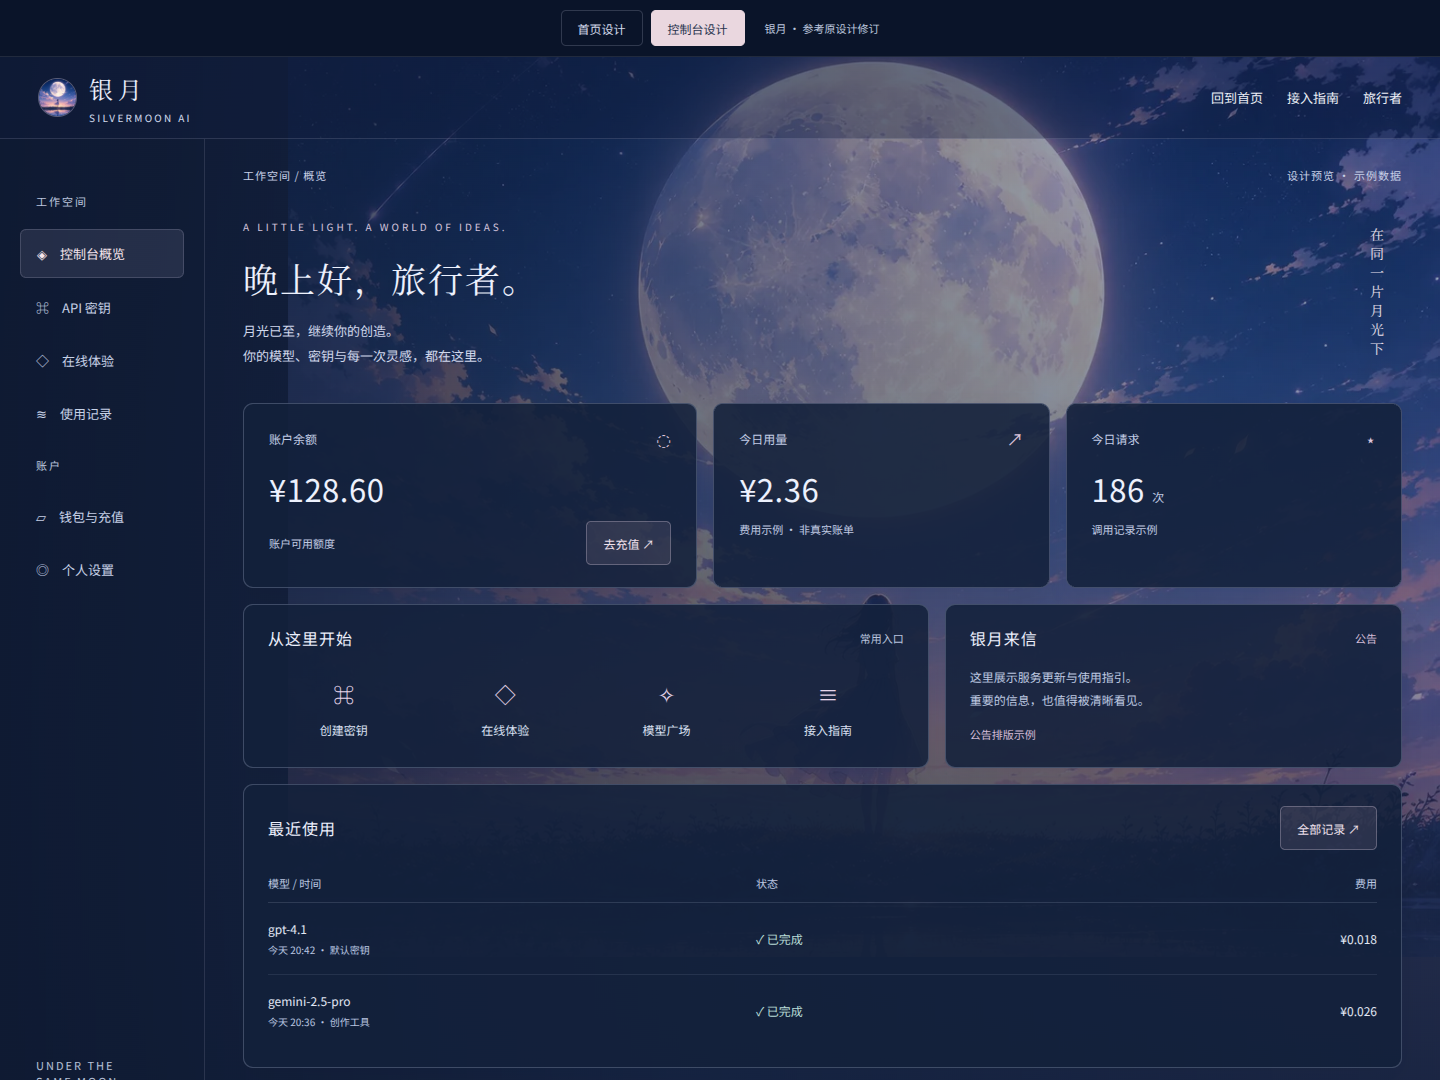 首页设计 控制台设计 银月 · 参考原设计修订
银月
SILVERMOON AI
回到首页 接入指南 旅行者
工作空间
控制台概览
API 密钥
在线体验
使用记录
账户
钱包与充值
个人设置
UNDER THE
SAME MOON
工作空间 / 概览
设计预览 · 示例数据
A LITTLE LIGHT. A WORLD OF IDEAS.
晚上好，旅行者。
月光已至，继续你的创造。
你的模型、密钥与每一次灵感，都在这里。
在同一片月光下
账户余额
¥128.60
账户可用额度
去充值 ↗
今日用量 ↗
¥2.36
费用示例 · 非真实账单
今日请求
186 次
调用记录示例
从这里开始 常用入口
创建密钥 在线体验 模型广场 接入指南
银月来信 公告
这里展示服务更新与使用指引。
重要的信息，也值得被清晰看见。
公告排版示例
最近使用 全部记录 ↗
模型 / 时间 状态 费用
gpt-4.1
今天 20:42 · 默认密钥
✓ 已完成 ¥0.018
gemini-2.5-pro
今天 20:36 · 创作工具
✓ 已完成 ¥0.026